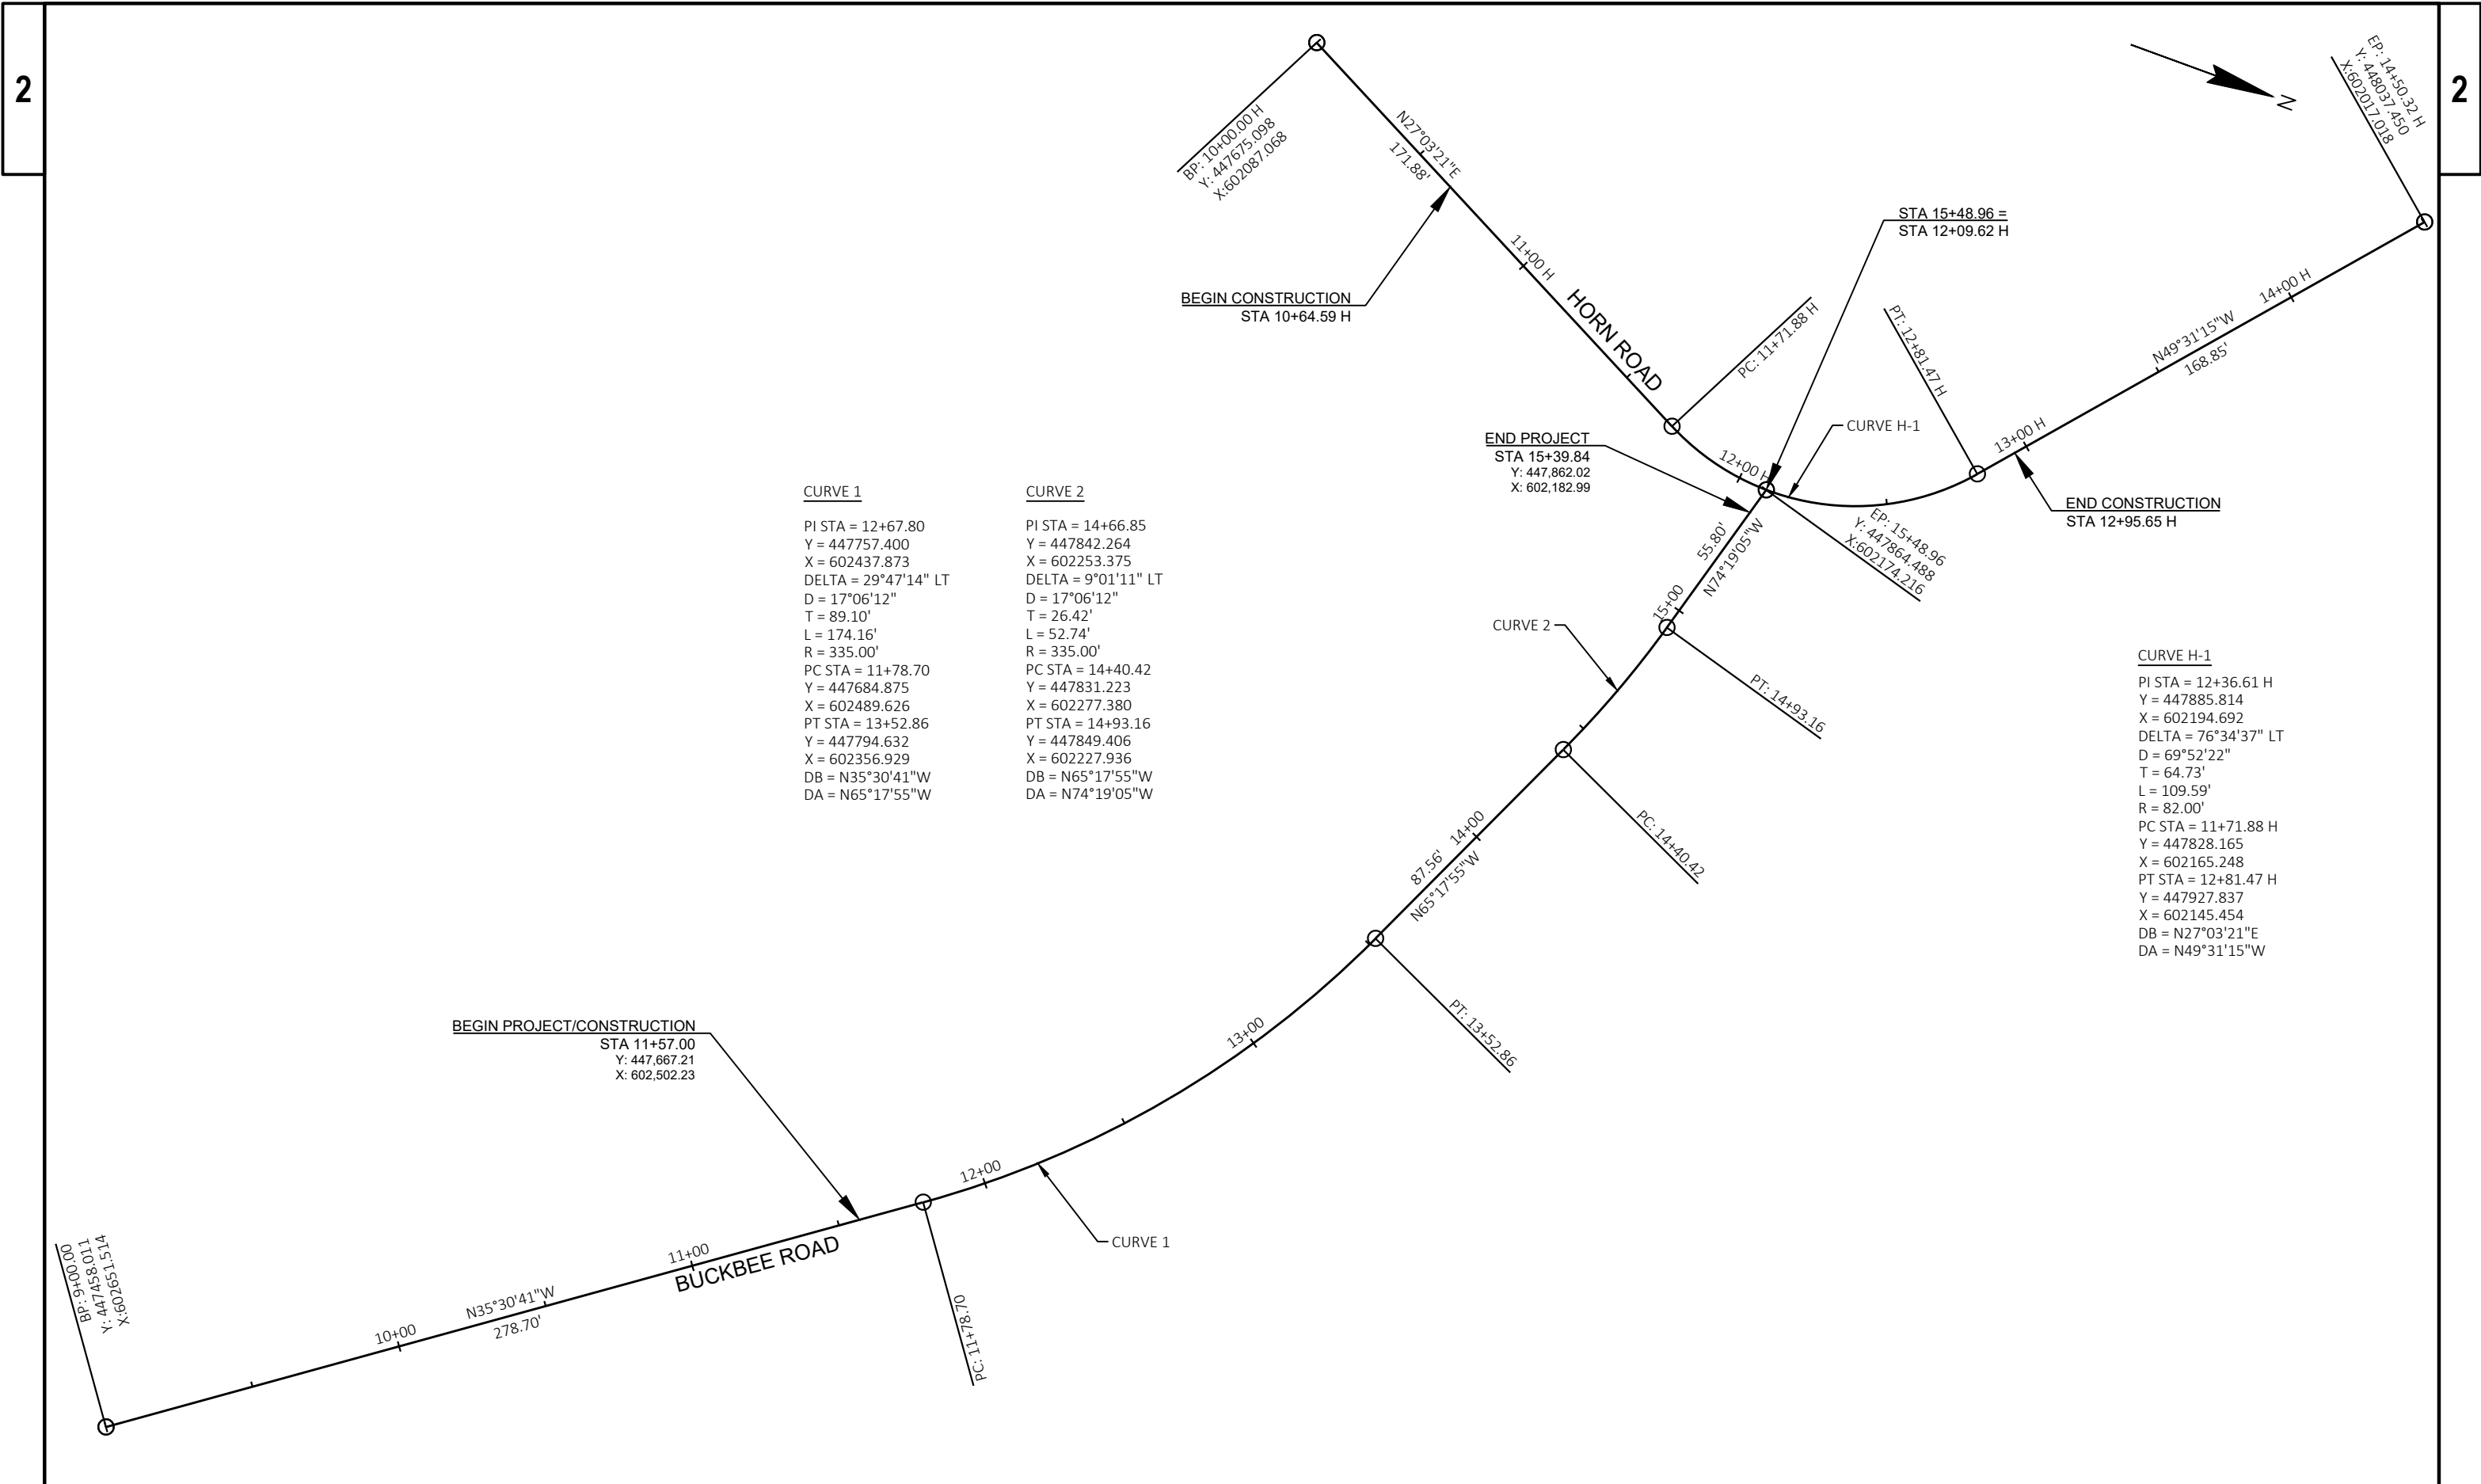 2
2
N
BP: 10+00.00 H
Y: 447675.098
X:602087.068
N27°03'21"E
171.88'
BEGIN CONSTRUCTION
STA 10+64.59 H
11+00 H
HORN ROAD
PC: 11+71.88 H
STA 15+48.96 =
STA 12+09.62 H
EP: 14+50.32 H
Y: 448037.450
X:602017.018
14+00 H
N49°31'15"W
168.85'
PT: 12+81.47 H
CURVE H-1
13+00 H
END CONSTRUCTION
STA 12+95.65 H
12+00 H
END PROJECT
STA 15+39.84
Y: 447,862.02
X: 602,182.99
EP: 15+48.96
Y: 447864.488
X:602174.216
55.80'
N74°19'05"W
15+00
CURVE 2
PT: 14+93.16
CURVE 1
PI STA = 12+67.80
Y = 447757.400
X = 602437.873
DELTA = 29°47'14" LT
D = 17°06'12"
T = 89.10'
L = 174.16'
R = 335.00'
PC STA = 11+78.70
Y = 447684.875
X = 602489.626
PT STA = 13+52.86
Y = 447794.632
X = 602356.929
DB = N35°30'41"W
DA = N65°17'55"W
CURVE 2
PI STA = 14+66.85
Y = 447842.264
X = 602253.375
DELTA = 9°01'11" LT
D = 17°06'12"
T = 26.42'
L = 52.74'
R = 335.00'
PC STA = 14+40.42
Y = 447831.223
X = 602277.380
PT STA = 14+93.16
Y = 447849.406
X = 602227.936
DB = N65°17'55"W
DA = N74°19'05"W
CURVE H-1
PI STA = 12+36.61 H
Y = 447885.814
X = 602194.692
DELTA = 76°34'37" LT
D = 69°52'22"
T = 64.73'
L = 109.59'
R = 82.00'
PC STA = 11+71.88 H
Y = 447828.165
X = 602165.248
PT STA = 12+81.47 H
Y = 447927.837
X = 602145.454
DB = N27°03'21"E
DA = N49°31'15"W
PC: 14+40.42
14+00
87.56'
N65°17'55"W
PT: 13+52.86
13+00
BEGIN PROJECT/CONSTRUCTION
STA 11+57.00
Y: 447,667.21
X: 602,502.23
12+00
CURVE 1
11+00
BUCKBEE ROAD
PC: 11+78.70
N35°30'41"W
278.70'
10+00
BP: 9+00.00
Y: 447458.011
X:602651.514